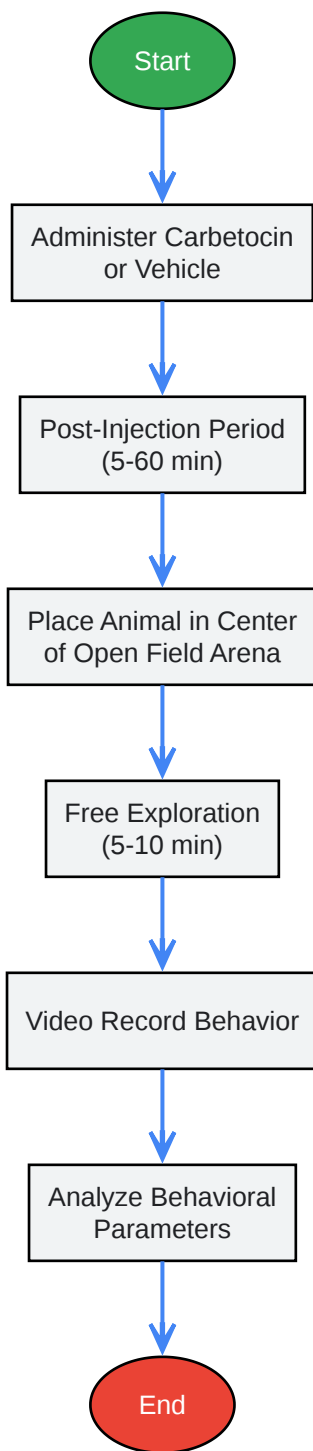 Start
Administer Carbetocin
or Vehicle
Post-Injection Period
(5-60 min)
Place Animal in Center
of Open Field Arena
Free Exploration
(5-10 min)
Video Record Behavior
Analyze Behavioral
Parameters
End